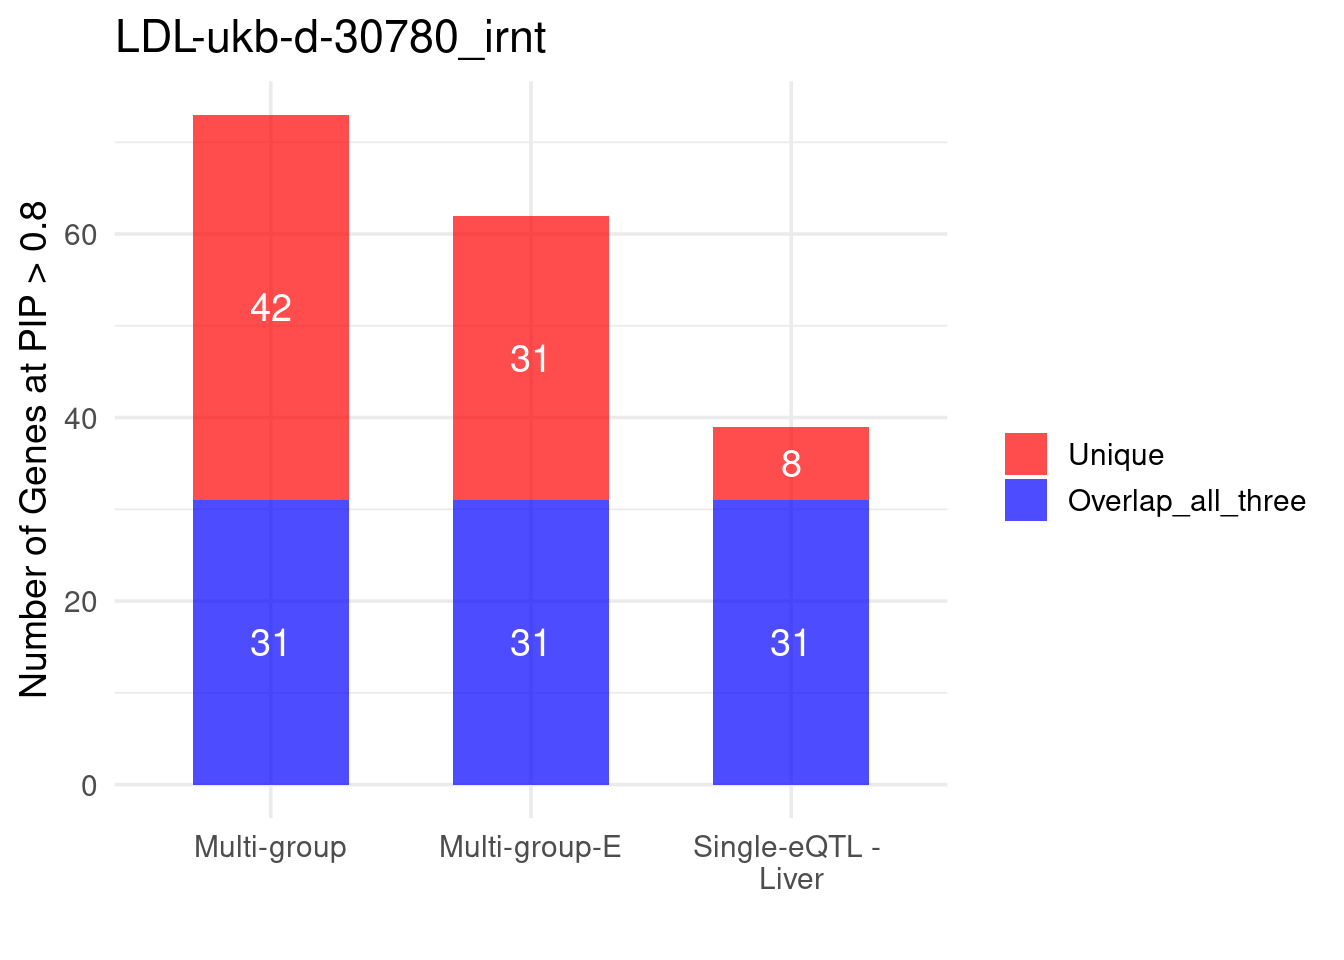 LDL-ukb-d-30780_irnt
Number of Genes at PIP > 0.8
60
40
20
0
42
31
8
31
31
31
Multi-group
Multi-group-E
Single-eQTL -
Liver
Unique
Overlap_all_three